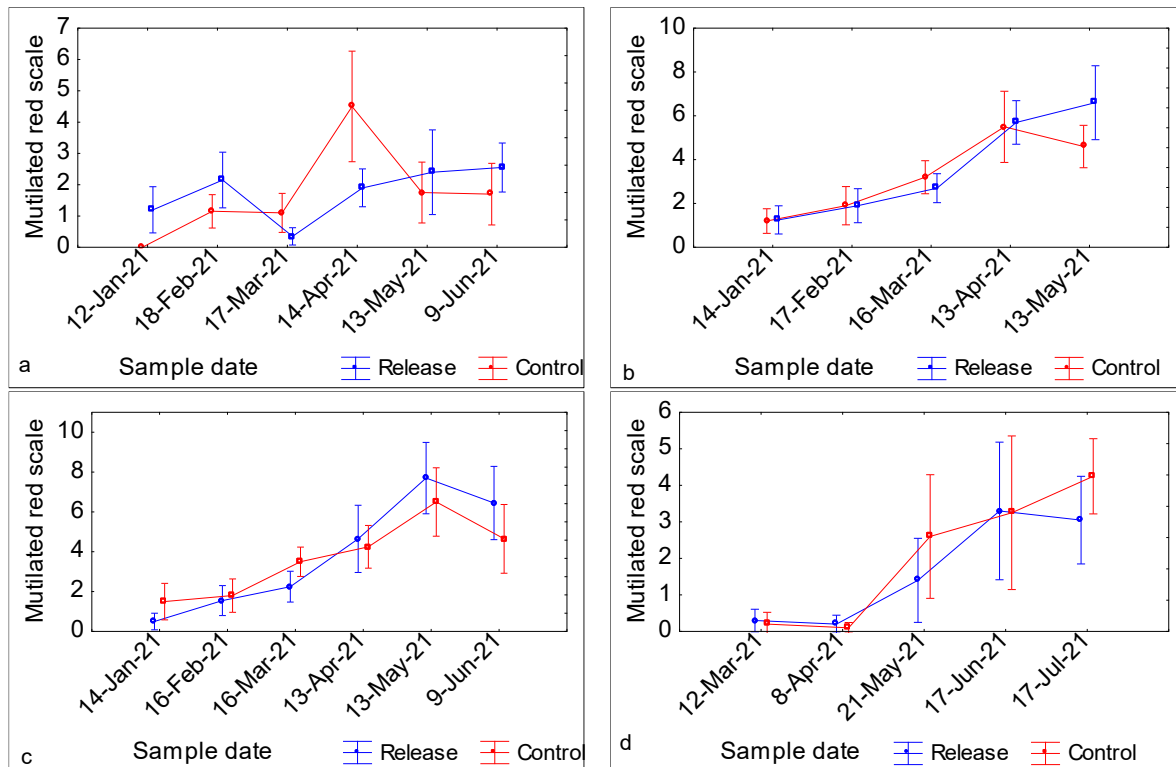 7
6
5
4
3
2
1
0
Mutilated red scale
12-Jan-21
18-Feb-21
17-Mar-21
14-Apr-21
13-May-21
9-Jun-21
a
Sample date
Release
Control
10
8
6
4
2
0
Mutilated red scale
14-Jan-21
17-Feb-21
16-Mar-21
13-Apr-21
13-May-21
b
Sample date
Release
Control
10
8
6
4
2
0
Mutilated red scale
14-Jan-21
16-Feb-21
16-Mar-21
13-Apr-21
13-May-21
9-Jun-21
c
Sample date
Release
Control
6
5
4
3
2
1
0
Mutilated red scale
12-Mar-21
8-Apr-21
21-May-21
17-Jun-21
17-Jul-21
d
Sample date
Release
Control